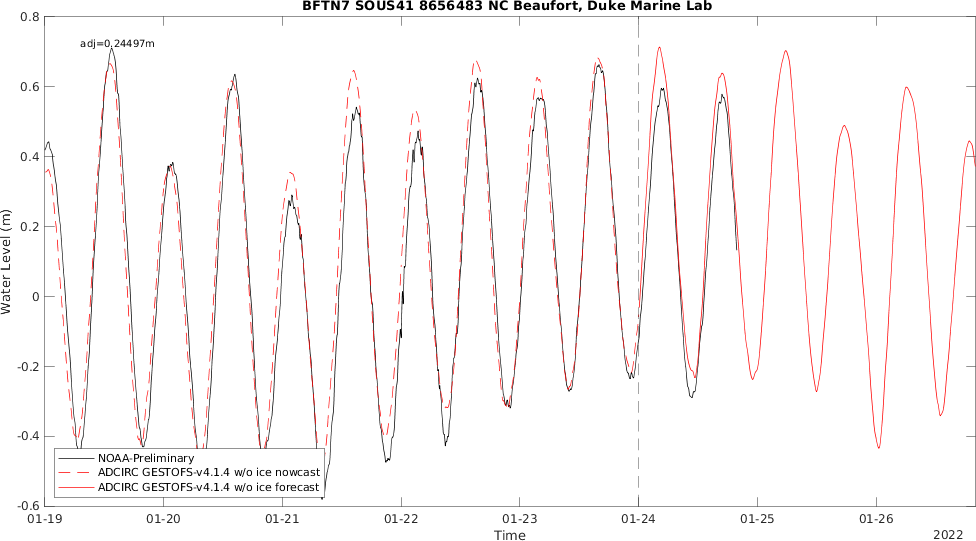 BFTN7 SOUS41 8656483 NC Beaufort, Duke Marine Lab
adj=0.24497m
Water Level (m)
0.8
0.6
0.4
0.2
0
-0.2
-0.4
-0.6
NOAA-Preliminary
ADCIRC GESTOFS-v4.1.4 w/o ice nowcast
ADCIRC GESTOFS-v4.1.4 w/o ice forecast
01-19 01-20 01-21 01-22 01-23 01-24 01-25 01-26
Time
2022